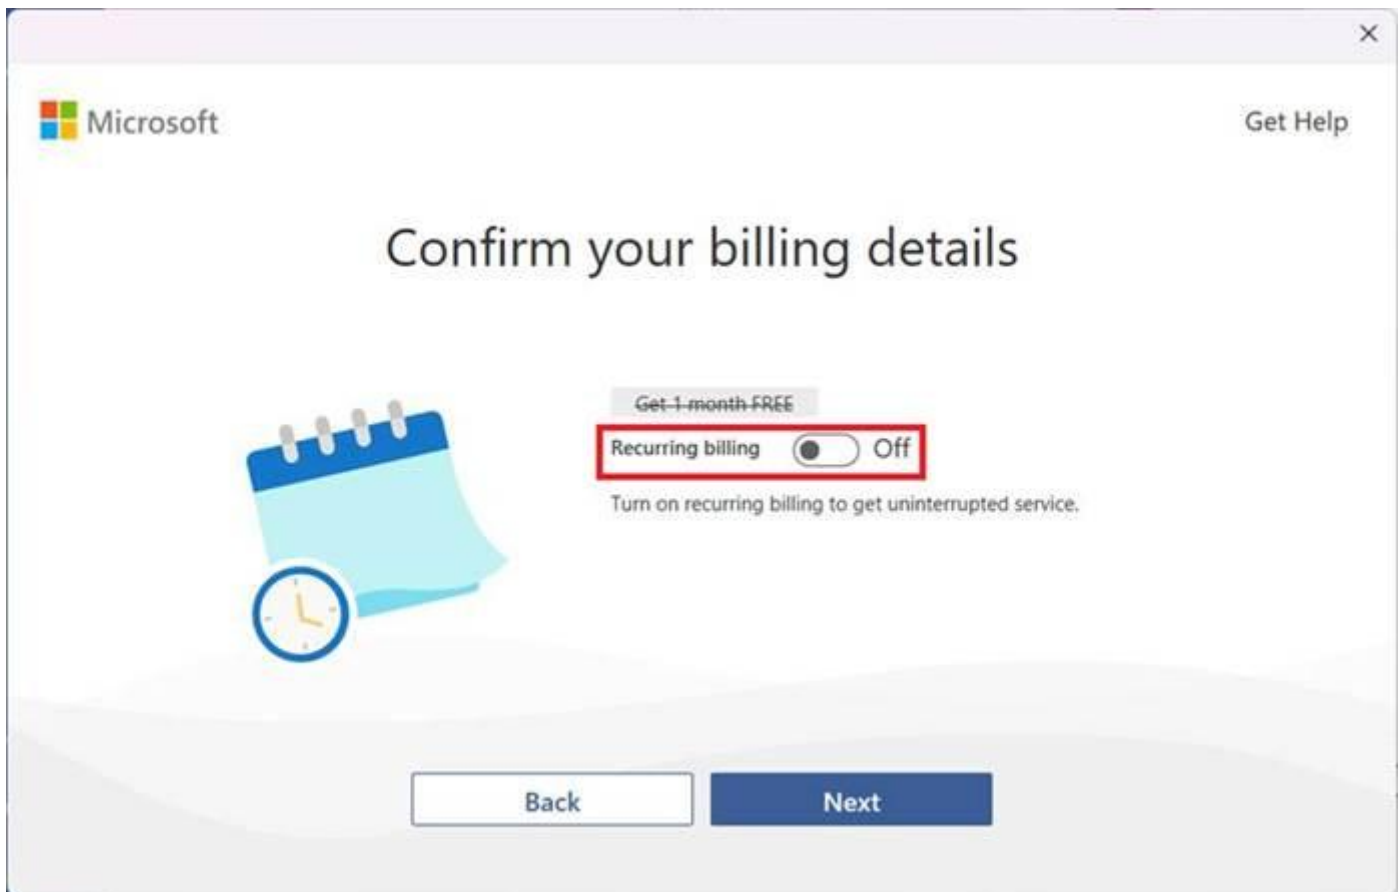 Microsoft
Get Help
Confirm your billing details
Get 1 month FREE
Recurring billing Off
Turn on recurring billing to get uninterrupted service.
Back
Next